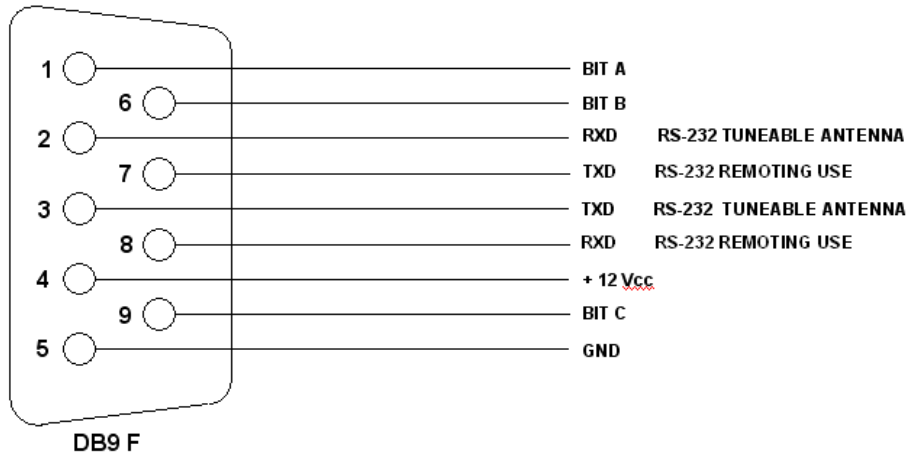 1 BIT A
6 BIT B
2 RXD RS-232 TUNEABLE ANTENNA
7 TXD RS-232 REMOTING USE
3 TXD RS-232 TUNEABLE ANTENNA
8 RXD RS-232 REMOTING USE
4 + 12 Vcc
9 BIT C
5 GND
DB9 F